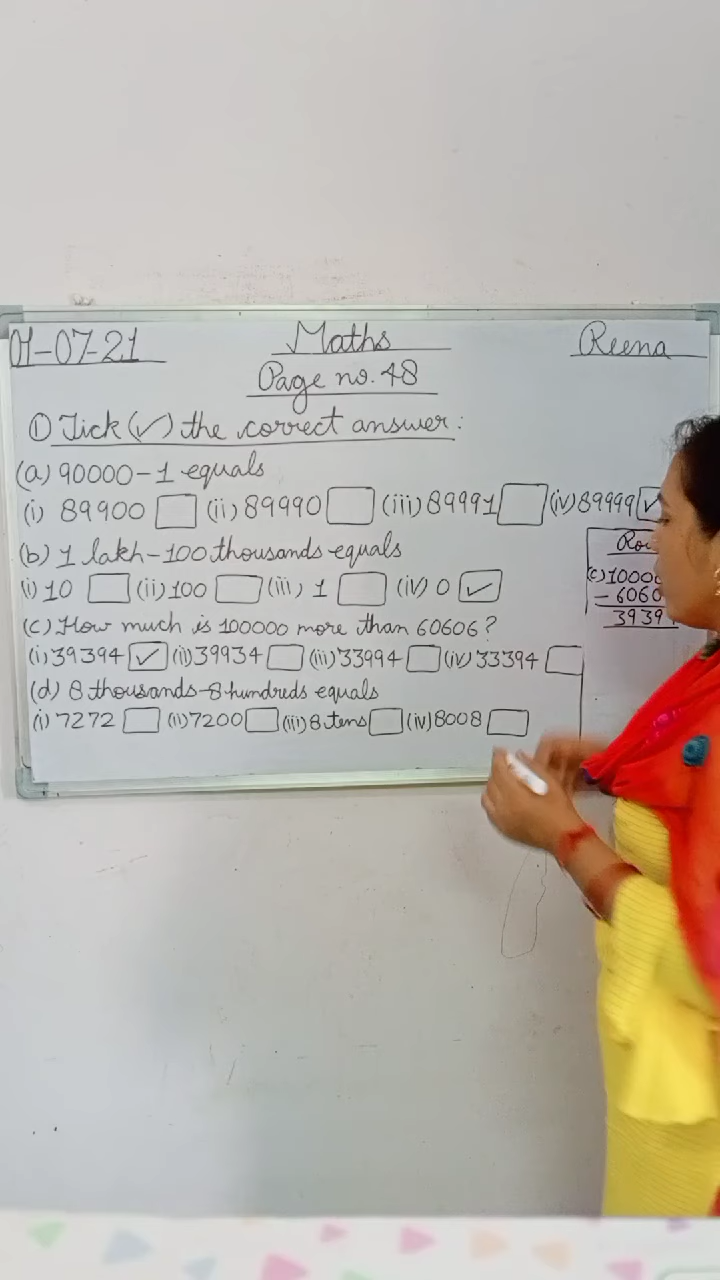 01-07-21 Maths Reena
Page no. 48
① Tick (✓) the correct answer:
(a) 90000-1 equals
(i) 89900 (ii) 89990 (iii) 89991 (iv) 89999 ✓
(b) 1 lakh-100 thousands equals
(i) 10 (ii) 100 (iii) 1 (iv) 0 ✓
(c) How much is 100000 more than 60606?
(i) 39394 ✓ (ii) 39934 (iii) 33994 (iv) 33394
(d) 8 thousands-8 hundreds equals
(i) 7272 (ii) 7200 (iii) 8 tens (iv) 8008
(c) 1000
- 6060
3939